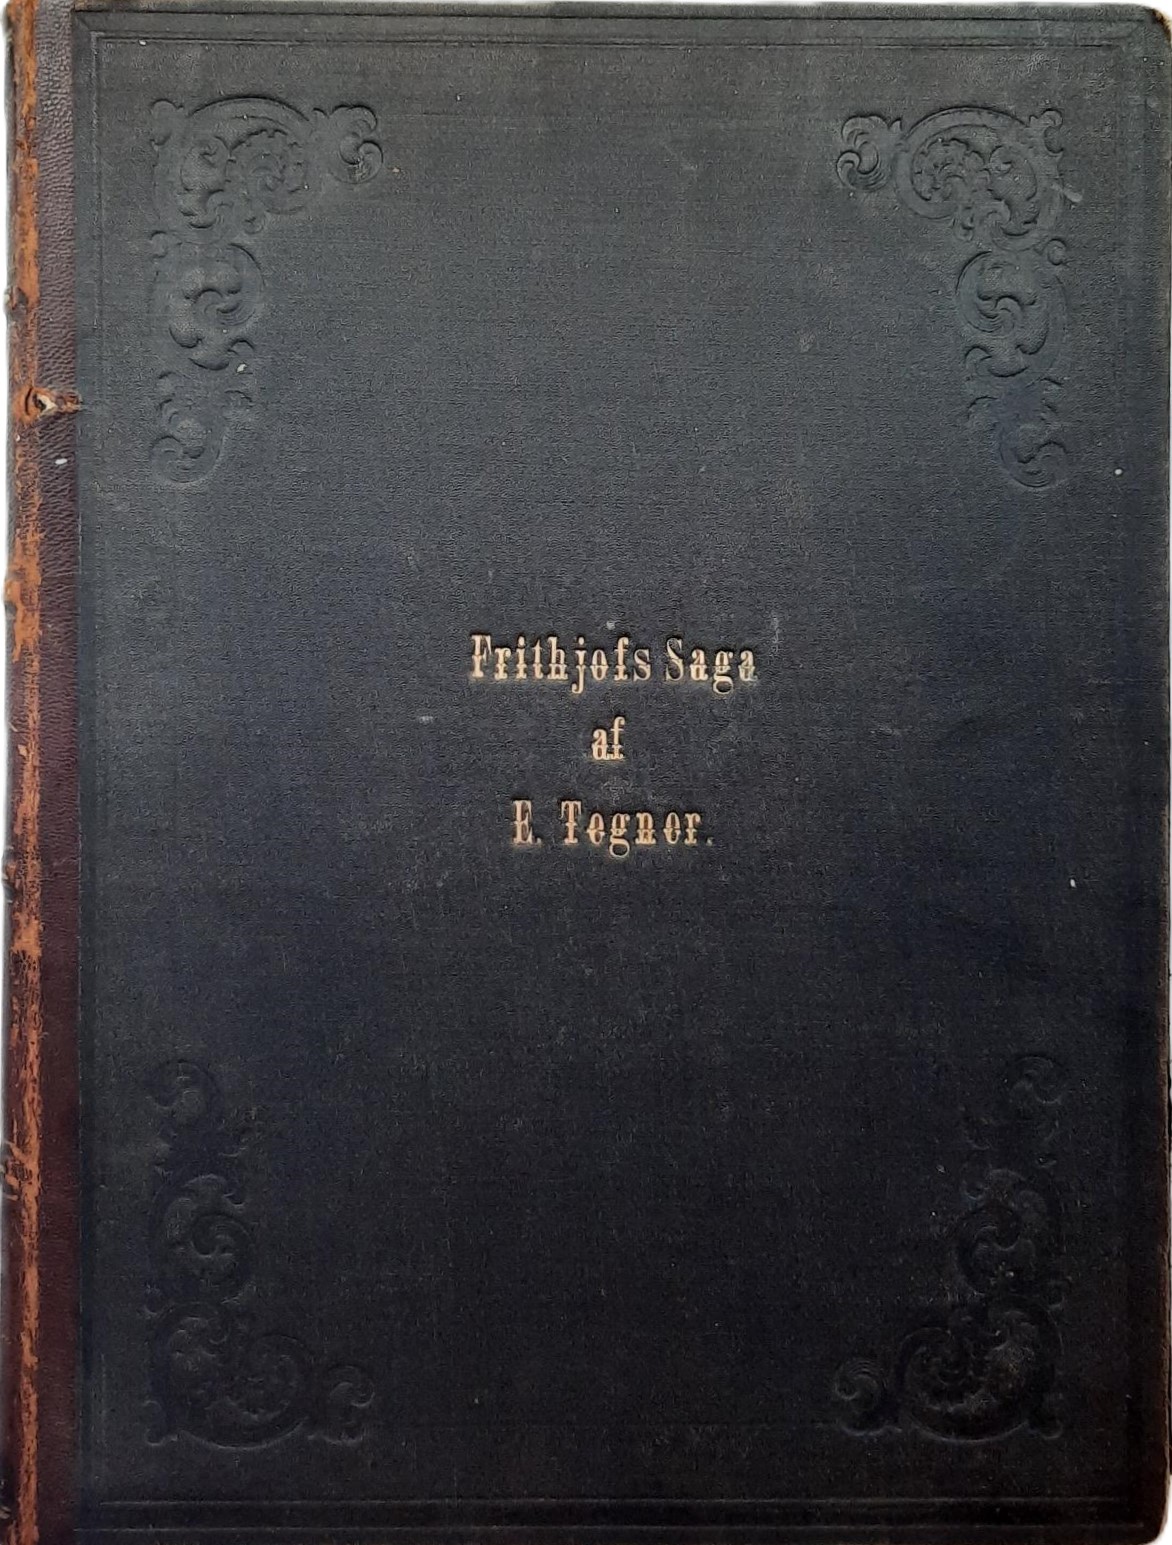 Frithjofs Saga
af
E. Tegner.